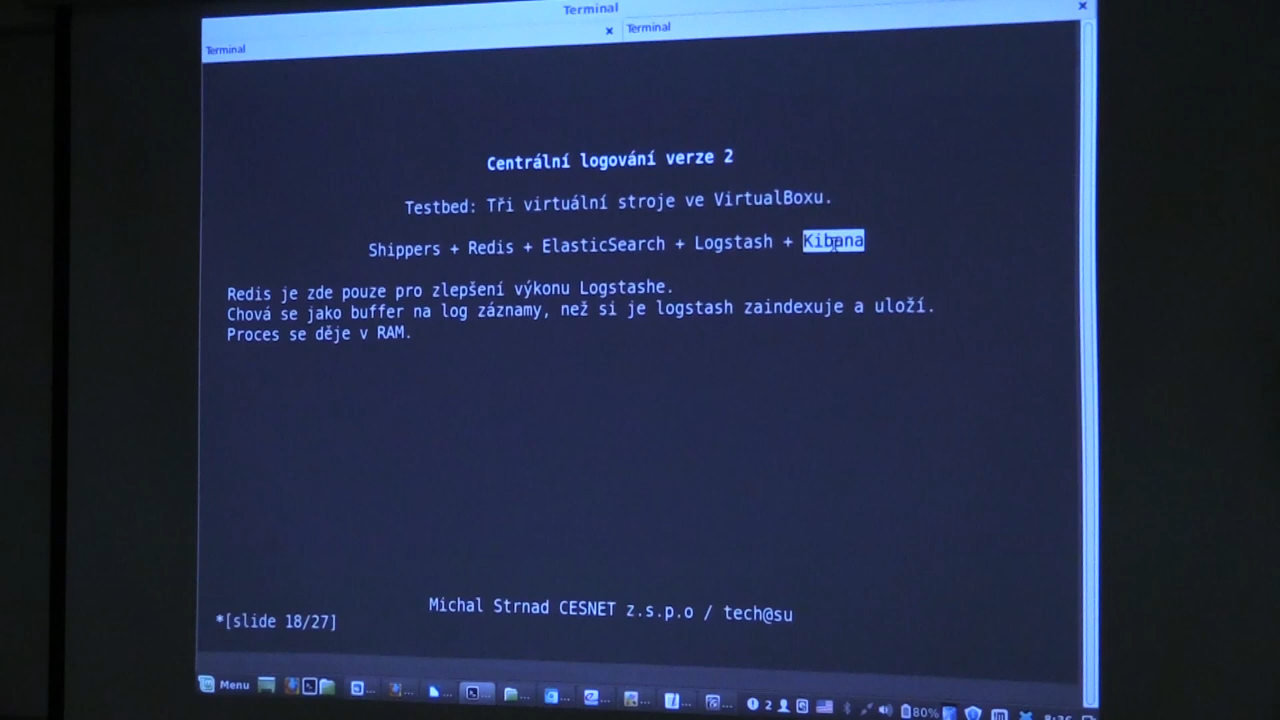 Terminal
Terminal
Terminal
Centrální logování verze 2
Testbed: Tři virtuální stroje ve VirtualBoxu.
Shippers + Redis + ElasticSearch + Logstash + Kibana
Redis je zde pouze pro zlepšení výkonu Logstashe.
Chová se jako buffer na log záznamy, než si je logstash zaindexuje a uloží.
Proces se děje v RAM.
Michal Strnad CESNET z.s.p.o / tech@su
*[slide 18/27]
Menu
2
80%